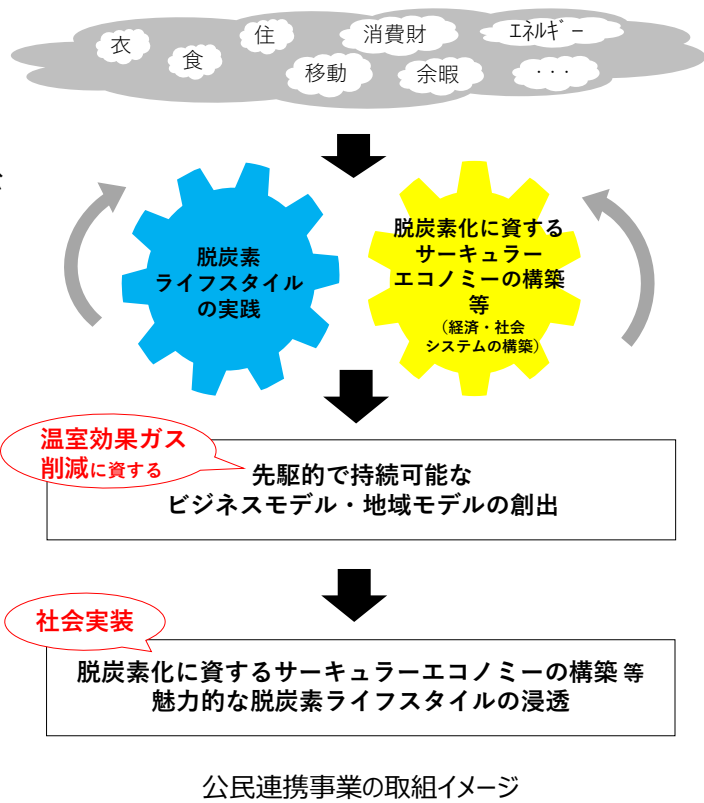 衣
食
住
消費財
エネルギー
移動
余暇
・・・
脱炭素
ライフスタイル
の実践
脱炭素化に資する
サーキュラー
エコノミーの構築
等
（経済・社会
システムの構築）
温室効果ガス
削減に資する
先駆的で持続可能な
ビジネスモデル・地域モデルの創出
社会実装
脱炭素化に資するサーキュラーエコノミーの構築 等
魅力的な脱炭素ライフスタイルの浸透
公民連携事業の取組イメージ